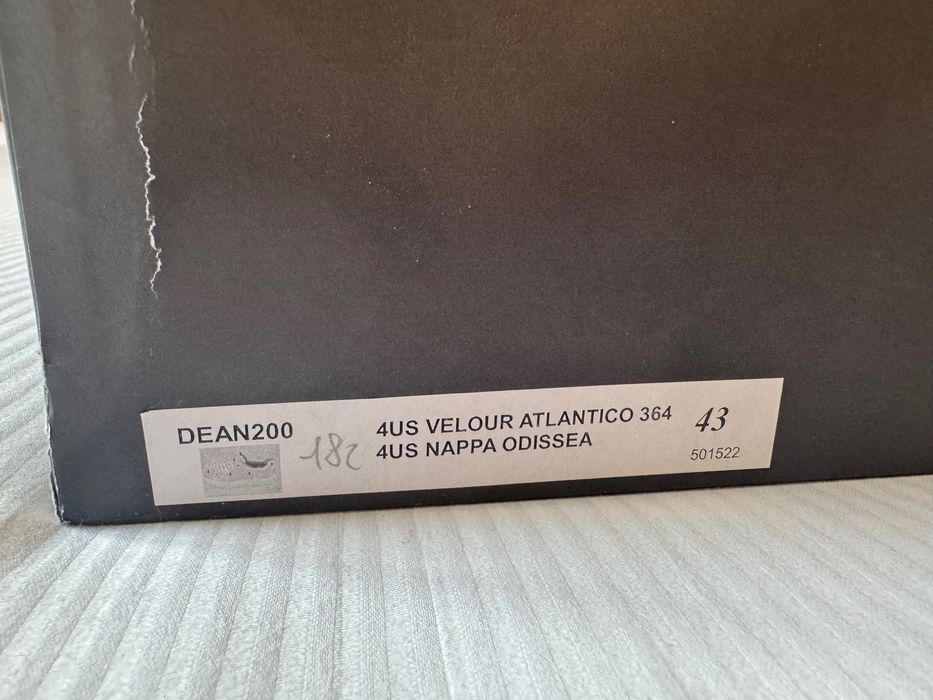 DEAN200
182
4US VELOUR ATLANTICO 364
4US NAPPA ODISSEA
43
501522